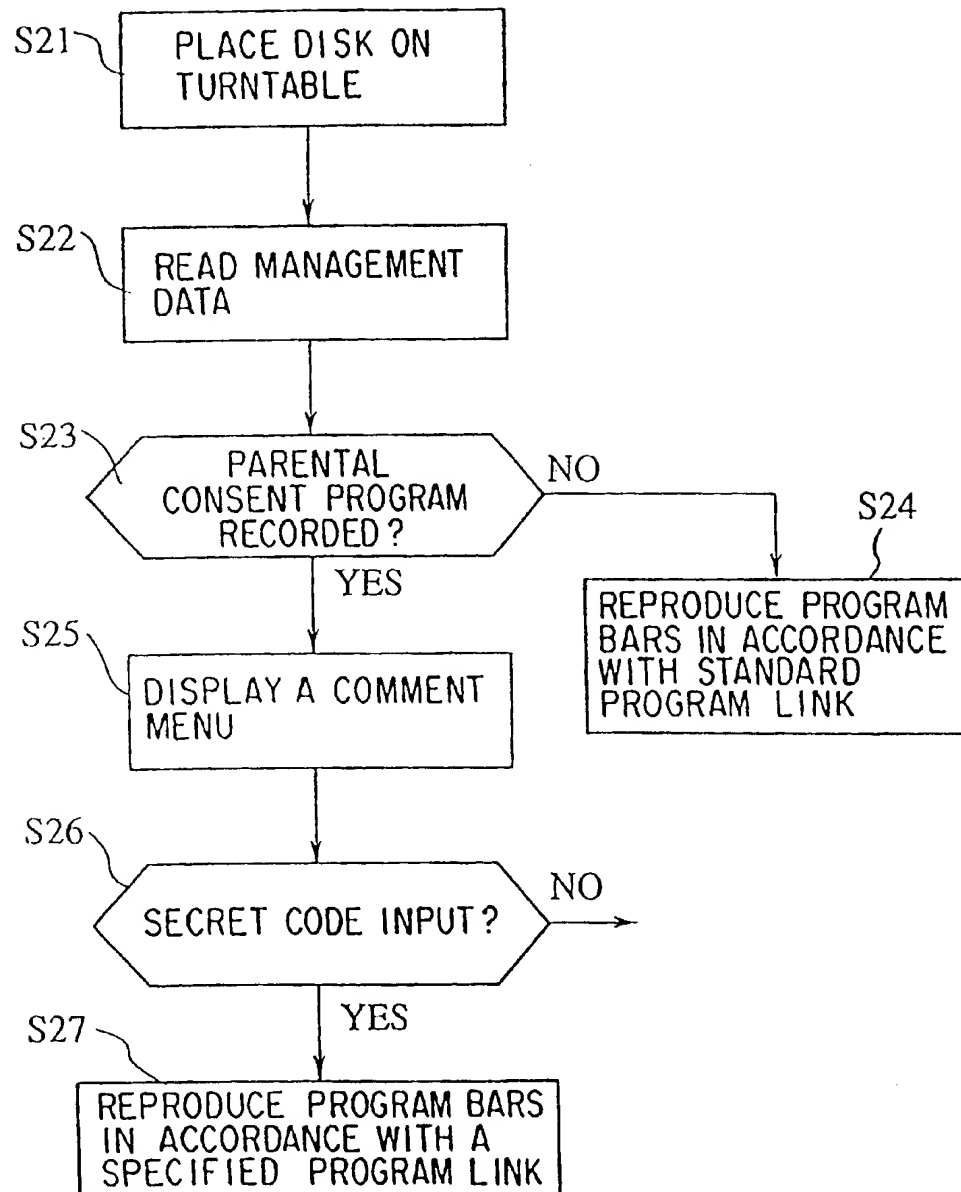 S21
PLACE DISK ON
TURNTABLE
S22
READ MANAGEMENT
DATA
S23
PARENTAL
CONSENT PROGRAM
RECORDED?
NO
YES
S24
REPRODUCE PROGRAM
BARS IN ACCORDANCE
WITH STANDARD
PROGRAM LINK
S25
DISPLAY A COMMENT
MENU
S26
SECRET CODE INPUT?
NO
YES
S27
REPRODUCE PROGRAM BARS
IN ACCORDANCE WITH A
SPECIFIED PROGRAM LINK